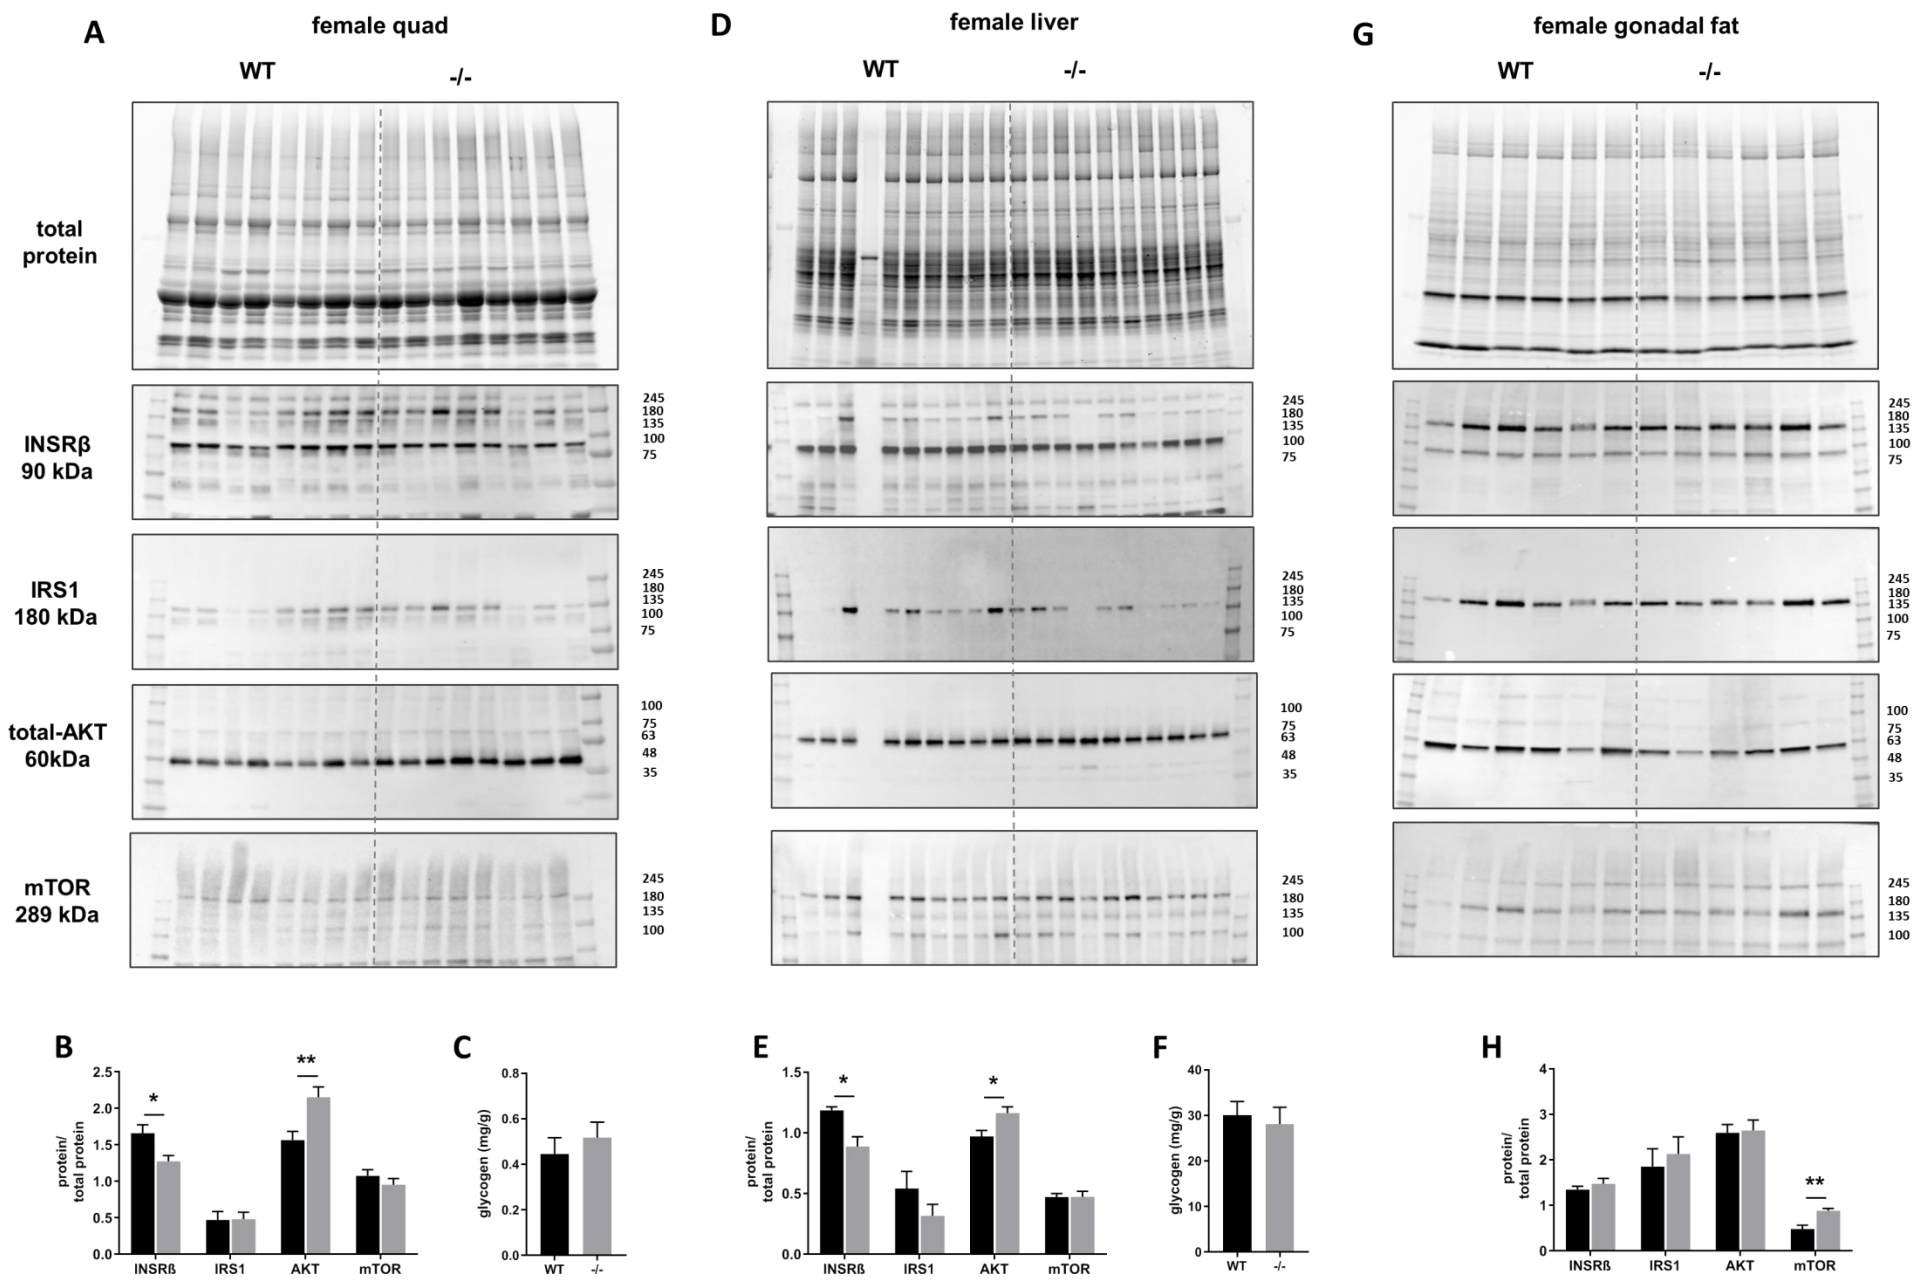 A
female quad
WT
-/-
D
female liver
WT
-/-
G
female gonadal fat
WT
-/-
total
protein
INSRβ
90 kDa
245
180
135
100
75
245
180
135
100
75
245
180
135
100
75
IRS1
180 kDa
245
180
135
100
75
245
180
135
100
75
245
180
135
100
75
total-AKT
60kDa
100
75
63
48
35
100
75
63
48
35
100
75
63
48
35
mTOR
289 kDa
245
180
135
100
245
180
135
100
245
180
135
100
B
protein/
total protein
2.5
2.0
1.5
1.0
0.5
0.0
*
**
INSRß
IRS1
AKT
mTOR
C
glycogen (mg/g)
0.8
0.6
0.4
0.2
0.0
WT
-/-
E
protein/
total protein
1.5
1.0
0.5
0.0
*
*
INSRß
IRS1
AKT
mTOR
F
glycogen (mg/g)
40
30
20
10
0
WT
-/-
H
protein/
total protein
4
3
2
1
0
**
INSRß
IRS1
AKT
mTOR